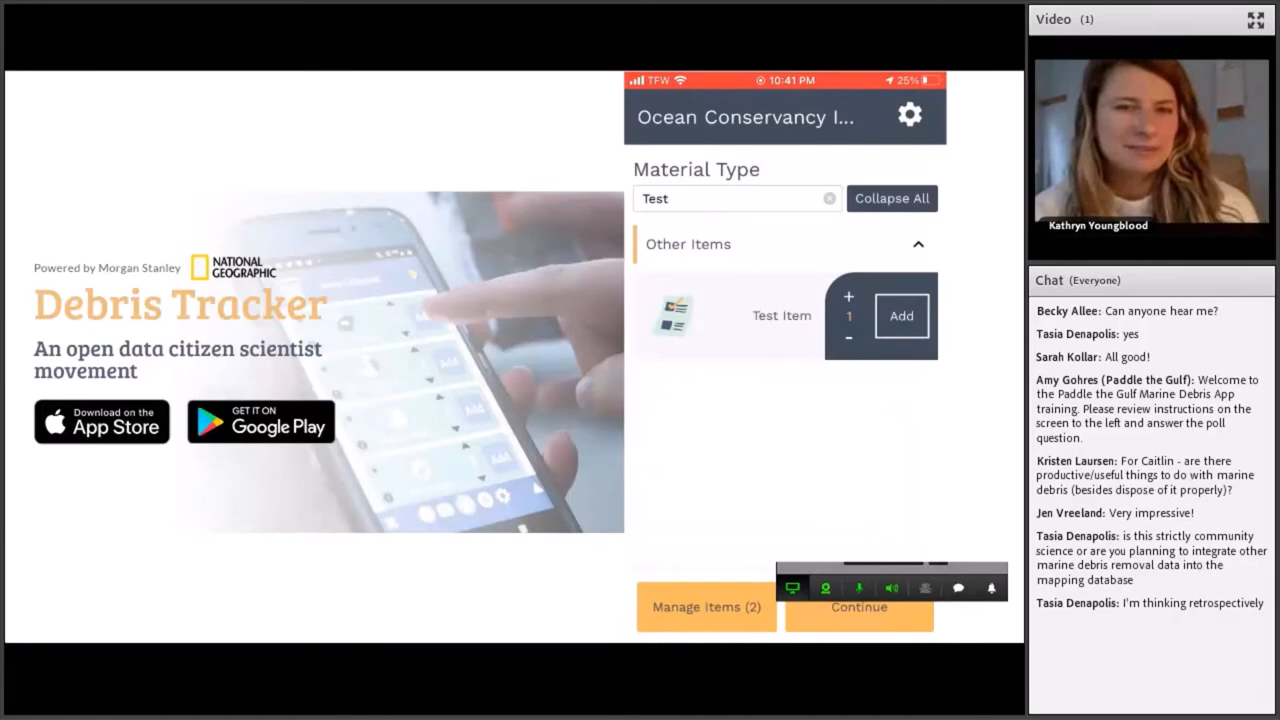 Powered by Morgan Stanley
NATIONAL
GEOGRAPHIC
Debris Tracker
An open data citizen scientist
movement
Download on the
App Store
GET IT ON
Google Play
TFW
10:41 PM
25%
Ocean Conservancy I...
Material Type
Test
Collapse All
Other Items
Test Item
+
1
-
Add
Manage Items (2)
Continue
Video (1)
Kathryn Youngblood
Chat (Everyone)
Becky Allee: Can anyone hear me?
Tasia Denapolis: yes
Sarah Kollar: All good!
Amy Gohres (Paddle the Gulf): Welcome to
the Paddle the Gulf Marine Debris App
training. Please review instructions on the
screen to the left and answer the poll
question.
Kristen Laursen: For Caitlin - are there
productive/useful things to do with marine
debris (besides dispose of it properly)?
Jen Vreeland: Very impressive!
Tasia Denapolis: is this strictly community
science or are you planning to integrate other
marine debris removal data into the
mapping database
Tasia Denapolis: I'm thinking retrospectively